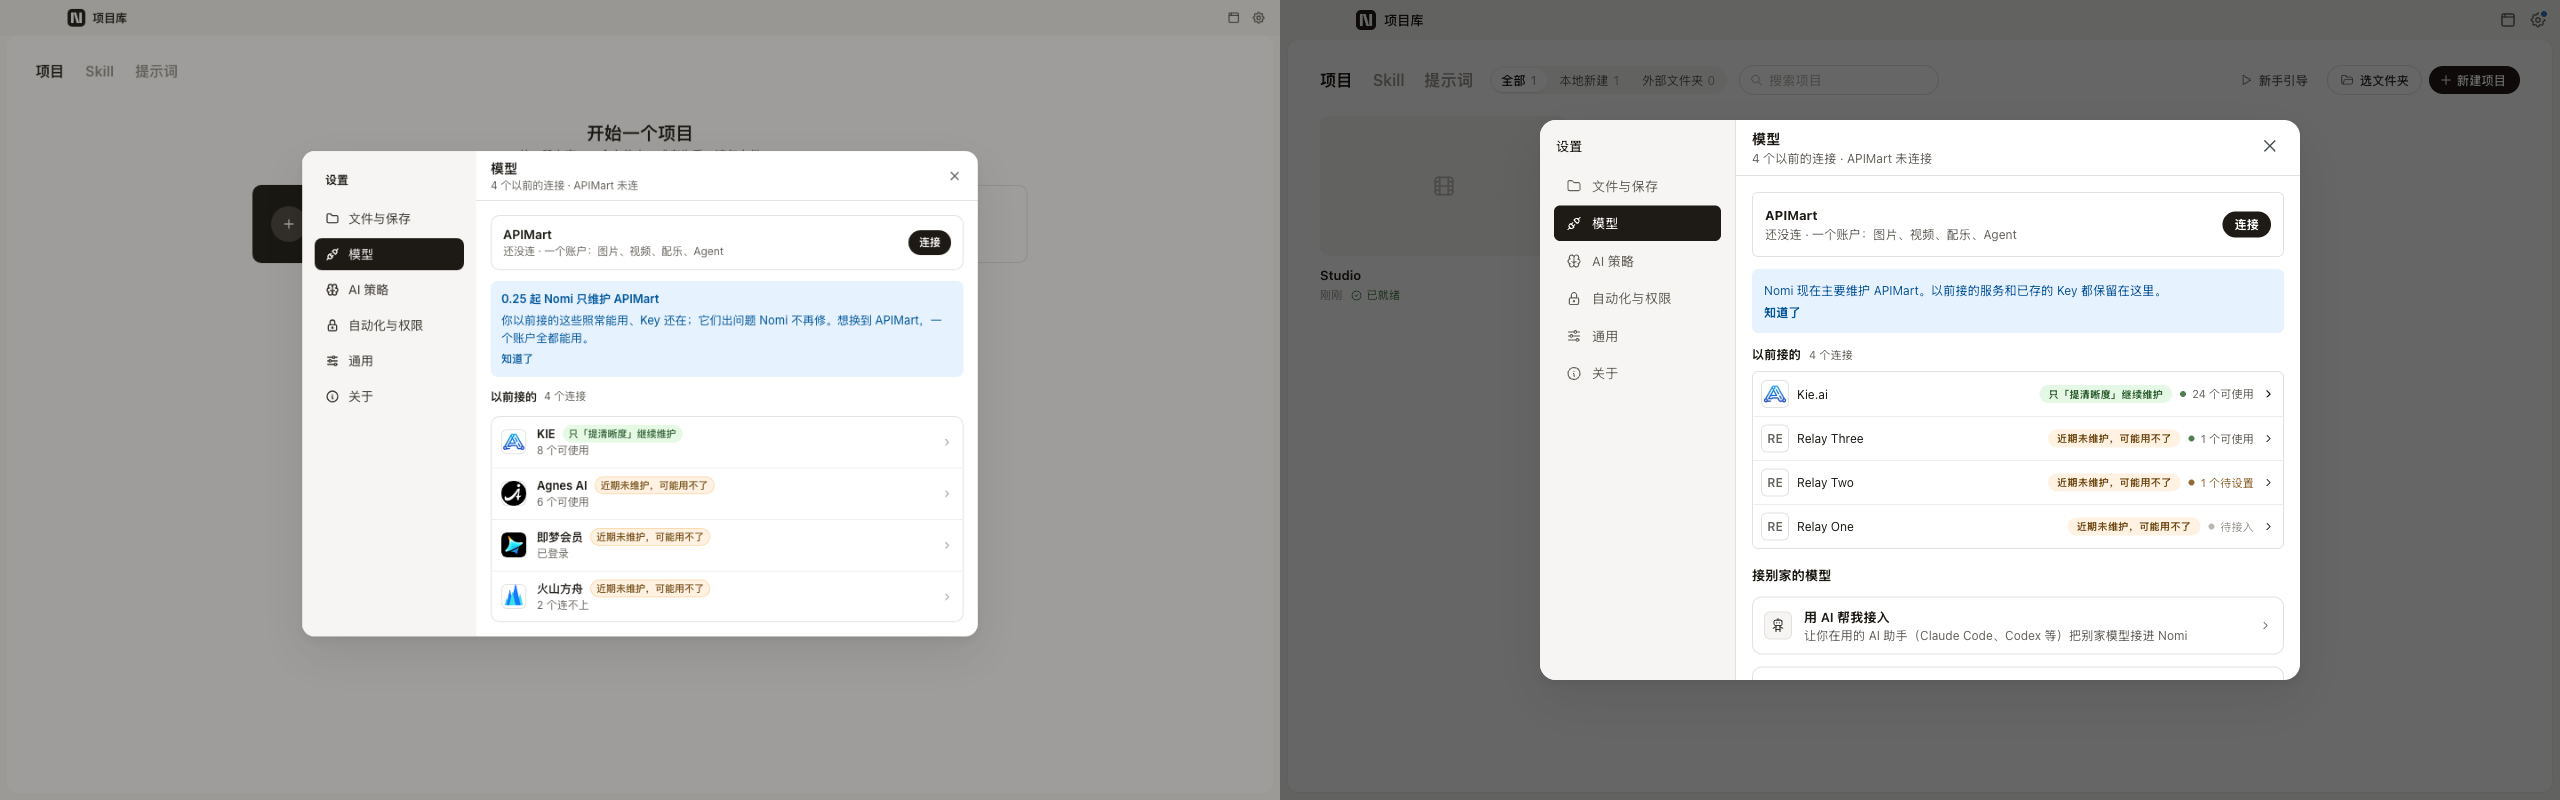 项目库
项目
Skill
提示词
开始一个项目
设置
文件与保存
模型
AI 策略
自动化与权限
通用
关于
模型
4 个以前的连接 · APIMart 未连
APIMart
还没连 · 一个账户：图片、视频、配乐、Agent
连接
0.25 起 Nomi 只维护 APIMart
你以前接的这些照常能用、Key 还在；它们出问题 Nomi 不再修。想换到 APIMart，一
个账户全都能用。
知道了
以前接的 4 个连接
KIE 只「提清晰度」继续维护
8 个可使用
Agnes AI 近期未维护，可能用不了
6 个可使用
即梦会员 近期未维护，可能用不了
已登录
火山方舟 近期未维护，可能用不了
2 个连不上
项目库
项目
Skill
提示词
全部 1
本地新建 1
外部文件夹 0
搜索项目
新手引导
选文件夹
新建项目
Studio
刚刚 已就绪
设置
文件与保存
模型
AI 策略
自动化与权限
通用
关于
模型
4 个以前的连接 · APIMart 未连接
APIMart
还没连 · 一个账户：图片、视频、配乐、Agent
连接
Nomi 现在主要维护 APIMart。以前接的服务和已存的 Key 都保留在这里。
知道了
以前接的 4 个连接
Kie.ai 只「提清晰度」继续维护 24 个可使用
RE Relay Three 近期未维护，可能用不了 1 个可使用
RE Relay Two 近期未维护，可能用不了 1 个待设置
RE Relay One 近期未维护，可能用不了 待接入
接别家的模型
用 AI 帮我接入
让你在用的 AI 助手（Claude Code、Codex 等）把别家模型接进 Nomi